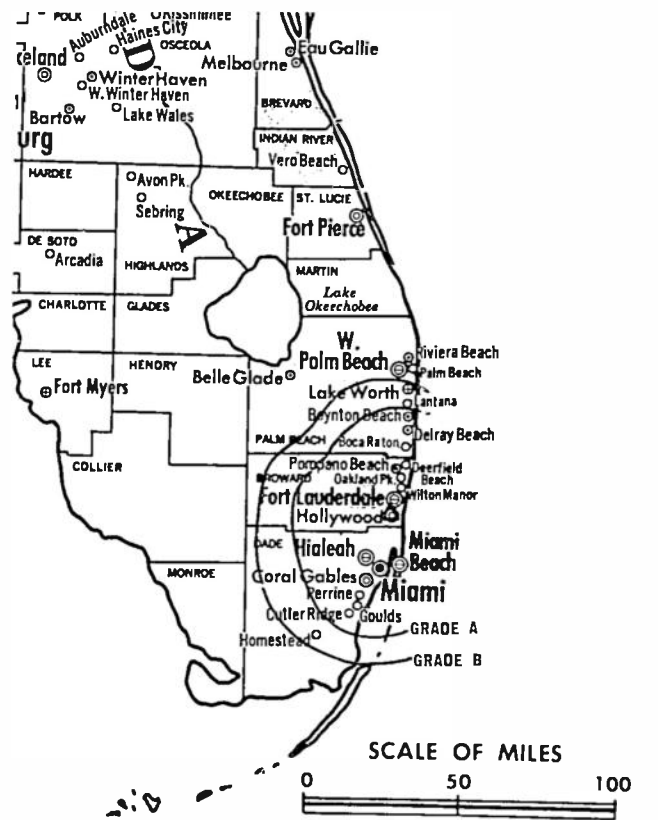 POLK
Auburndale
Haines City
OSCEOLA
D
Eau Gallie
Melbourne
celand
Winter Haven
W. Winter Haven
Bartow
Lake Wales
BREVARD
urg
INDIAN RIVER
Vero Beach
HARDEE
Avon Pk.
OKEECHOBEE
ST. LUCIE
Sebring
Fort Pierce
A
DE SOTO
Arcadia
HIGHLANDS
MARTIN
Lake
Okeechobee
CHARLOTTE
GLADES
W.
Palm Beach
Riviera Beach
LEE
HENDRY
Palm Beach
Belle Glade
Fort Myers
Lake Worth
Lantana
Boynton Beach
Delray Beach
PALM BEACH
Boca Raton
COLLIER
Pompano Beach
Deerfield
Beach
BROWARD
Oakland Pk.
Fort Lauderdale
Wilton Manor
Hollywood
DADE
Hialeah
Miami
Beach
MONROE
Coral Gables
Miami
Perrine
Cutler Ridge
Goulds
Homestead
GRADE A
GRADE B
SCALE OF MILES
0 50 100